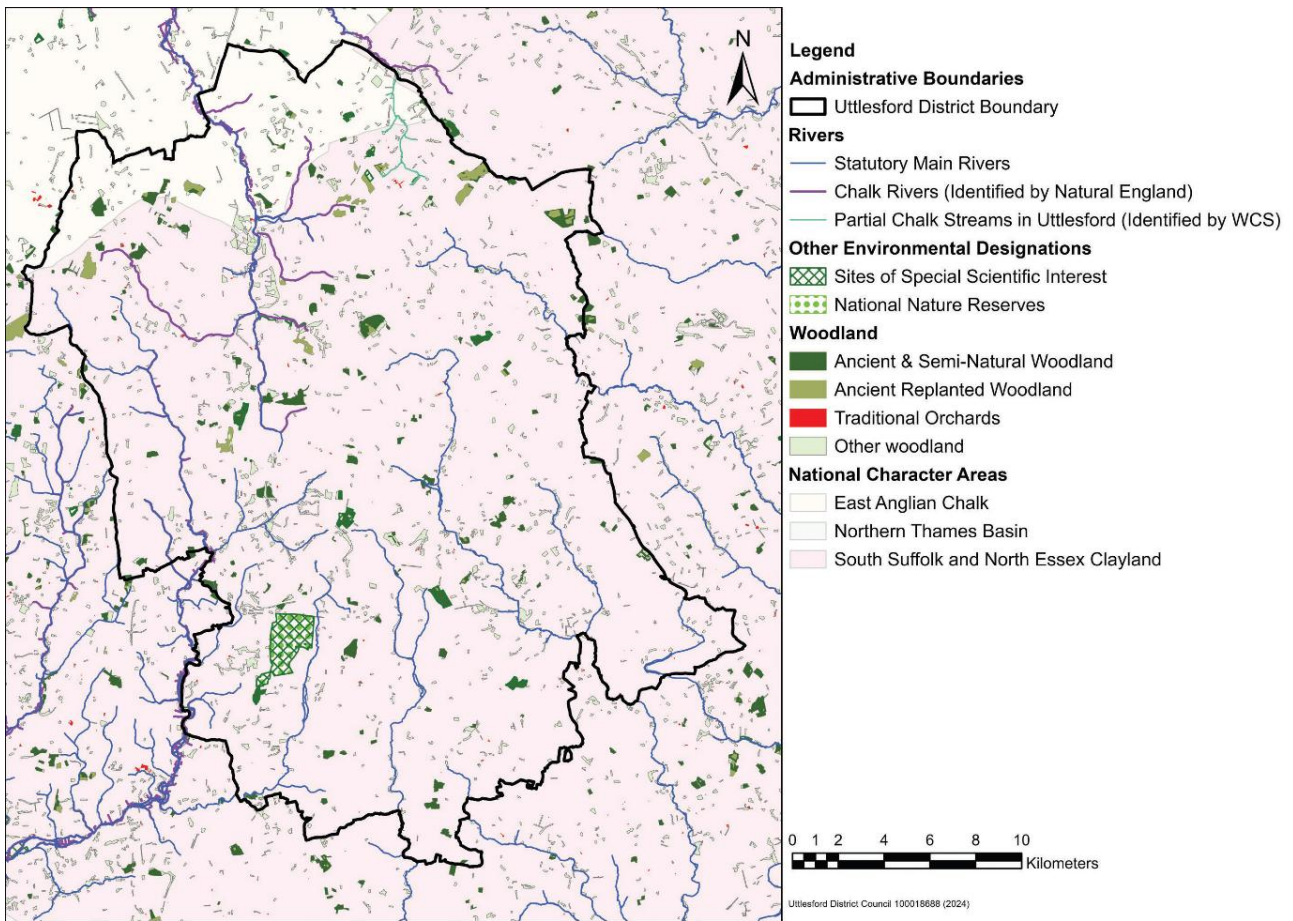 N
Legend
Administrative Boundaries
Uttlesford District Boundary
Rivers
Statutory Main Rivers
Chalk Rivers (Identified by Natural England)
Partial Chalk Streams in Uttlesford (Identified by WCS)
Other Environmental Designations
Sites of Special Scientific Interest
National Nature Reserves
Woodland
Ancient & Semi-Natural Woodland
Ancient Replanted Woodland
Traditional Orchards
Other woodland
National Character Areas
East Anglian Chalk
Northern Thames Basin
South Suffolk and North Essex Clayland
0 1 2 4 6 8 10
Kilometers
Uttlesford District Council 100018688 (2024)